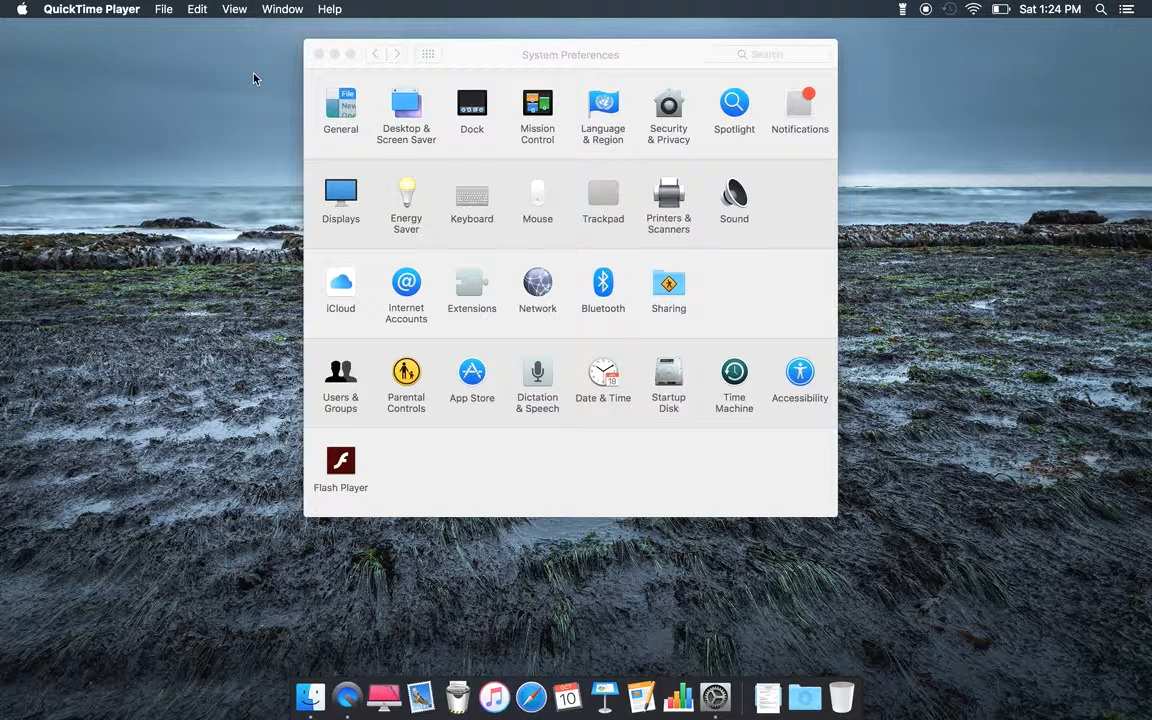 QuickTime Player File Edit View Window Help Sat 1:24 PM
System Preferences Search
General Desktop & Screen Saver Dock Mission Control Language & Region Security & Privacy Spotlight Notifications
Displays Energy Saver Keyboard Mouse Trackpad Printers & Scanners Sound
iCloud Internet Accounts Extensions Network Bluetooth Sharing
Users & Groups Parental Controls App Store Dictation & Speech Date & Time Startup Disk Time Machine Accessibility
Flash Player